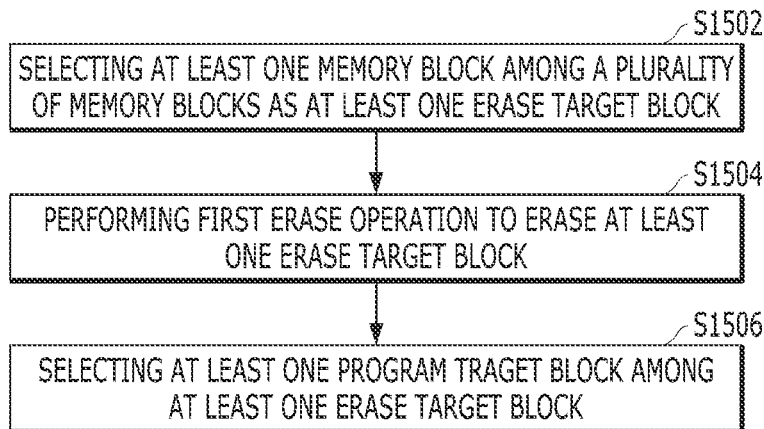 S1502
SELECTING AT LEAST ONE MEMORY BLOCK AMONG A PLURALITY
OF MEMORY BLOCKS AS AT LEAST ONE ERASE TARGET BLOCK
S1504
PERFORMING FIRST ERASE OPERATION TO ERASE AT LEAST
ONE ERASE TARGET BLOCK
S1506
SELECTING AT LEAST ONE PROGRAM TRAGET BLOCK AMONG
AT LEAST ONE ERASE TARGET BLOCK